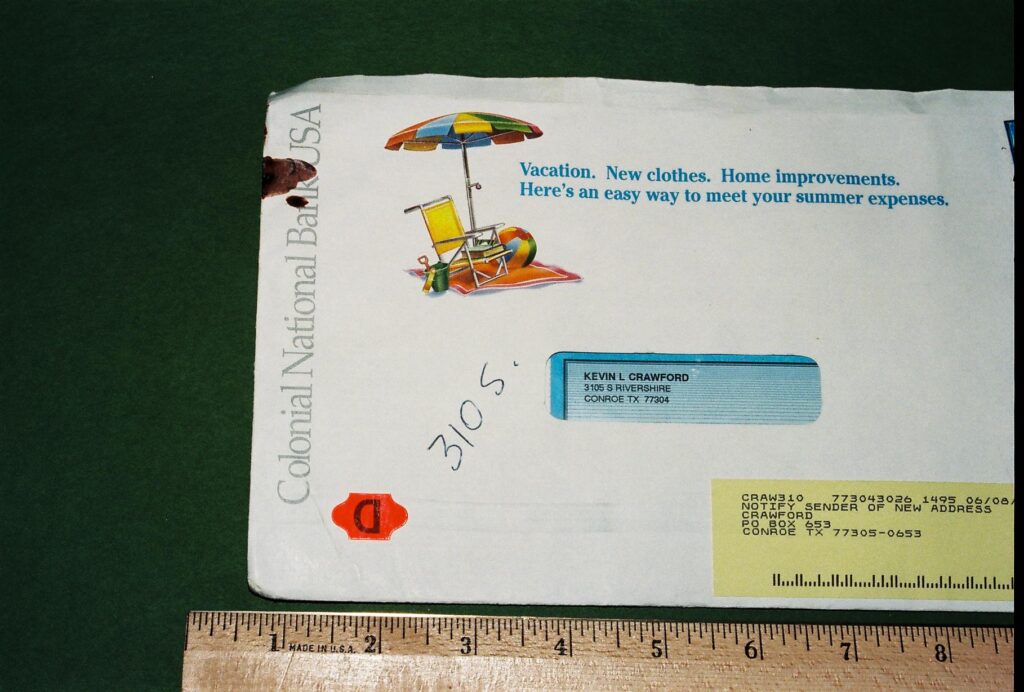 Colonial National Bank USA
Vacation. New clothes. Home improvements.
Here's an easy way to meet your summer expenses.
310 S.
KEVIN L CRAWFORD
3105 S RIVERSHIRE
CONROE TX 77304
D
CRAW310 773043026 1495 06/08/
NOTIFY SENDER OF NEW ADDRESS
CRAWFORD
PO BOX 653
CONROE TX 77305-0653
1 2 3 4 5 6 7 8
MADE IN U.S.A.